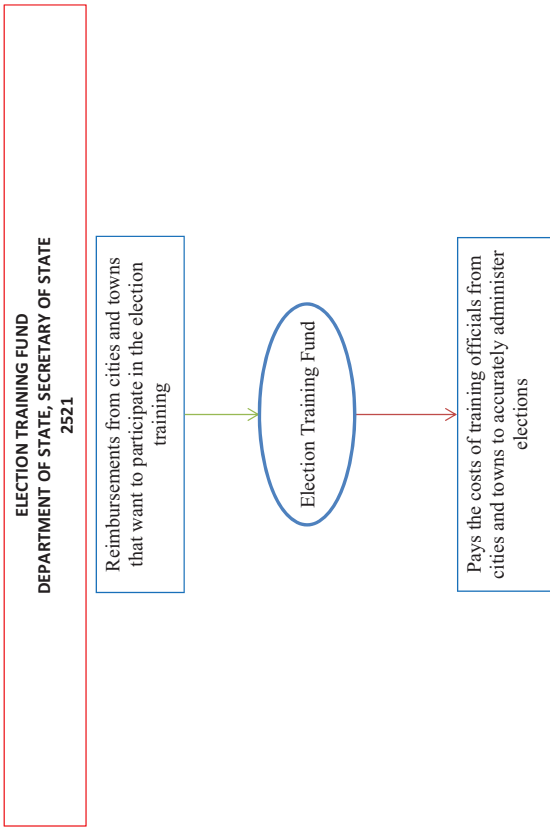 ELECTION TRAINING FUND
DEPARTMENT OF STATE, SECRETARY OF STATE
2521
Reimbursements from cities and towns
that want to participate in the election
training
Election Training Fund
Pays the costs of training officials from
cities and towns to accurately administer
elections